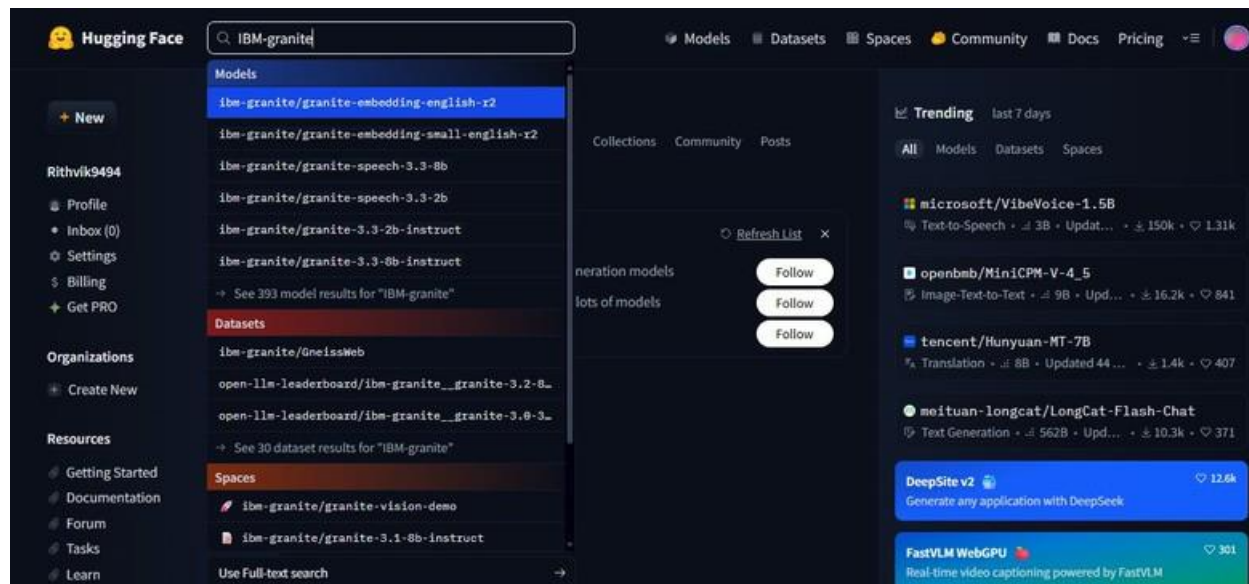 Hugging Face
IBM-granite
Models
Datasets
Spaces
Community
Docs
Pricing
+ New
Rithvik9494
Profile
Inbox (0)
Settings
Billing
Get PRO
Organizations
Create New
Resources
Getting Started
Documentation
Forum
Tasks
Learn
Models
ibm-granite/granite-embedding-english-r2
ibm-granite/granite-embedding-small-english-r2
ibm-granite/granite-speech-3.3-8b
ibm-granite/granite-speech-3.3-2b
ibm-granite/granite-3.3-2b-instruct
ibm-granite/granite-3.3-8b-instruct
→ See 393 model results for "IBM-granite"
Datasets
ibm-granite/GneissWeb
open-llm-leaderboard/ibm-granite__granite-3.2-8…
open-llm-leaderboard/ibm-granite__granite-3.0-3…
→ See 30 dataset results for "IBM-granite"
Spaces
ibm-granite/granite-vision-demo
ibm-granite/granite-3.1-8b-instruct
Use Full-text search →
Collections Community Posts
Refresh List ×
neration models
Follow
lots of models
Follow
Follow
Trending last 7 days
All Models Datasets Spaces
microsoft/VibeVoice-1.5B
Text-to-Speech • 3B • Updat... • 150k • 1.31k
openbmb/MiniCPM-V-4_5
Image-Text-to-Text • 9B • Upd... • 16.2k • 841
tencent/Hunyuan-MT-7B
Translation • 8B • Updated 44 ... • 1.4k • 407
meituan-longcat/LongCat-Flash-Chat
Text Generation • 562B • Upd... • 10.3k • 371
DeepSite v2 12.6k
Generate any application with DeepSeek
FastVLM WebGPU 301
Real-time video captioning powered by FastVLM